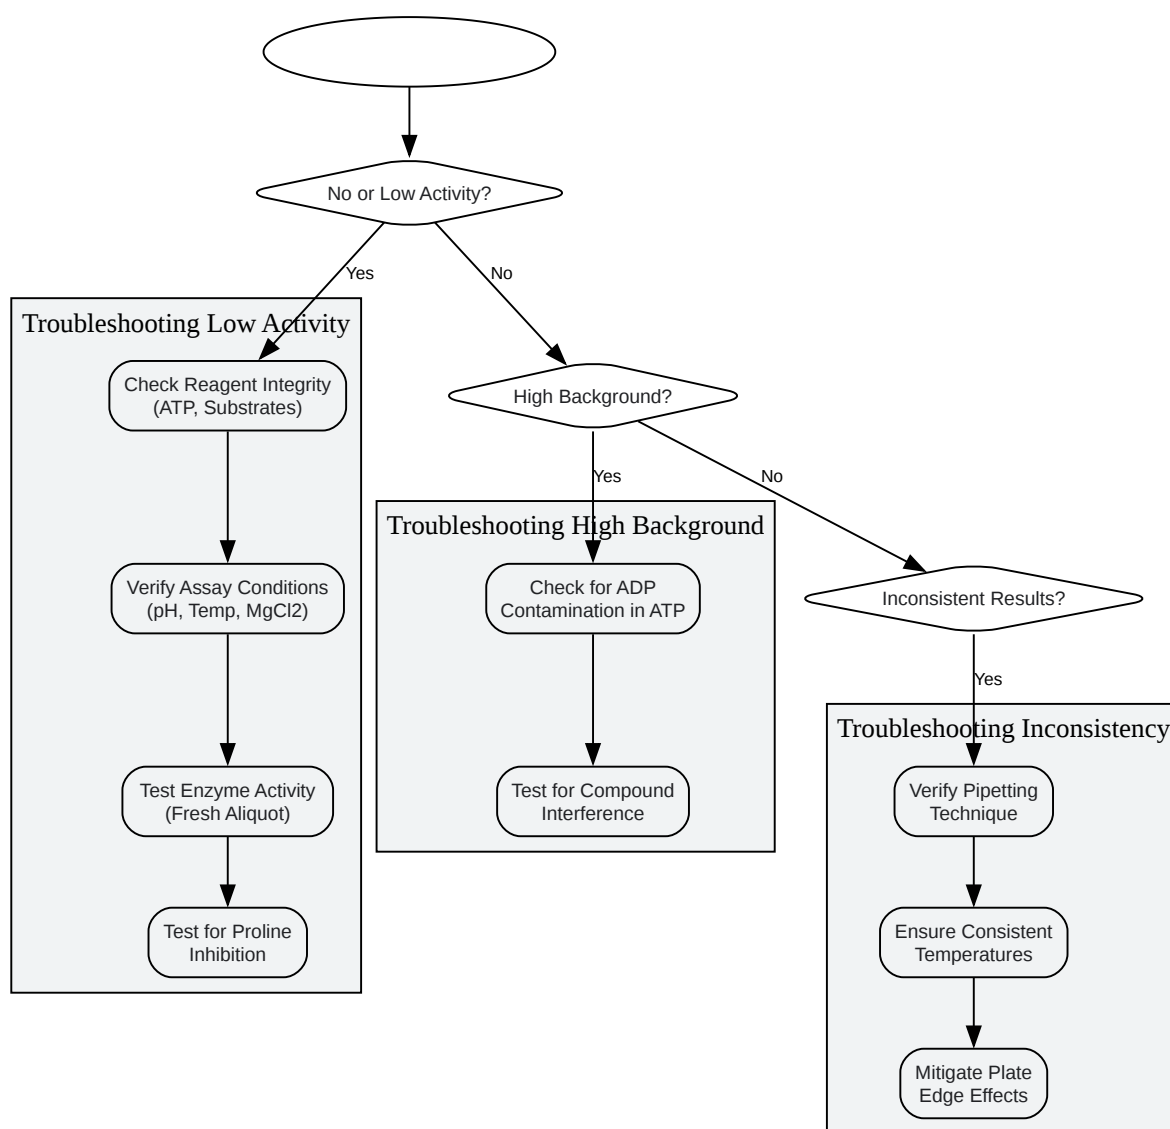 No or Low Activity?
Yes
No
Troubleshooting Low Activity
Check Reagent Integrity
(ATP, Substrates)
High Background?
Yes
No
Troubleshooting High Background
Verify Assay Conditions
(pH, Temp, MgCl2)
Check for ADP
Contamination in ATP
Inconsistent Results?
Yes
Troubleshooting Inconsistency
Test Enzyme Activity
(Fresh Aliquot)
Test for Compound
Interference
Verify Pipetting
Technique
Test for Proline
Inhibition
Ensure Consistent
Temperatures
Mitigate Plate
Edge Effects